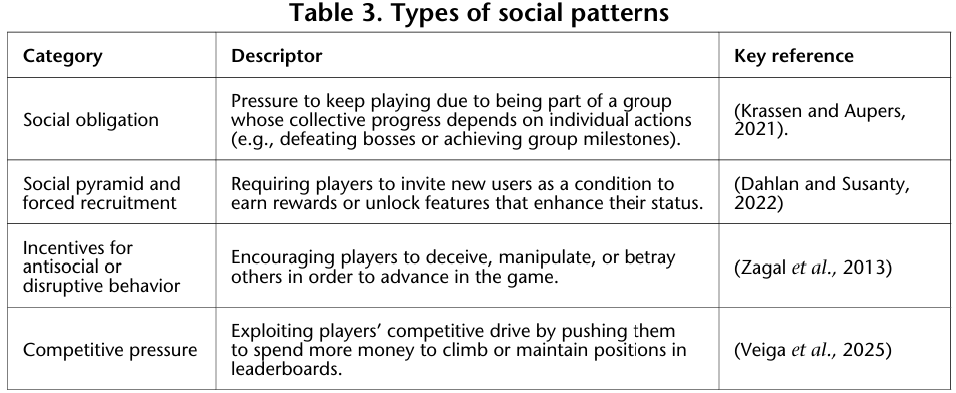 Table 3. Types of social patterns
Category
Descriptor
Key reference
Social obligation
Pressure to keep playing due to being part of a group
whose collective progress depends on individual actions
(e.g., defeating bosses or achieving group milestones).
(Krassen and Aupers,
2021).
Social pyramid and
forced recruitment
Requiring players to invite new users as a condition to
earn rewards or unlock features that enhance their status.
(Dahlan and Susanty,
2022)
Incentives for
antisocial or
disruptive behavior
Encouraging players to deceive, manipulate, or betray
others in order to advance in the game.
(Zagal et al., 2013)
Competitive pressure
Exploiting players’ competitive drive by pushing them
to spend more money to climb or maintain positions in
leaderboards.
(Veiga et al., 2025)